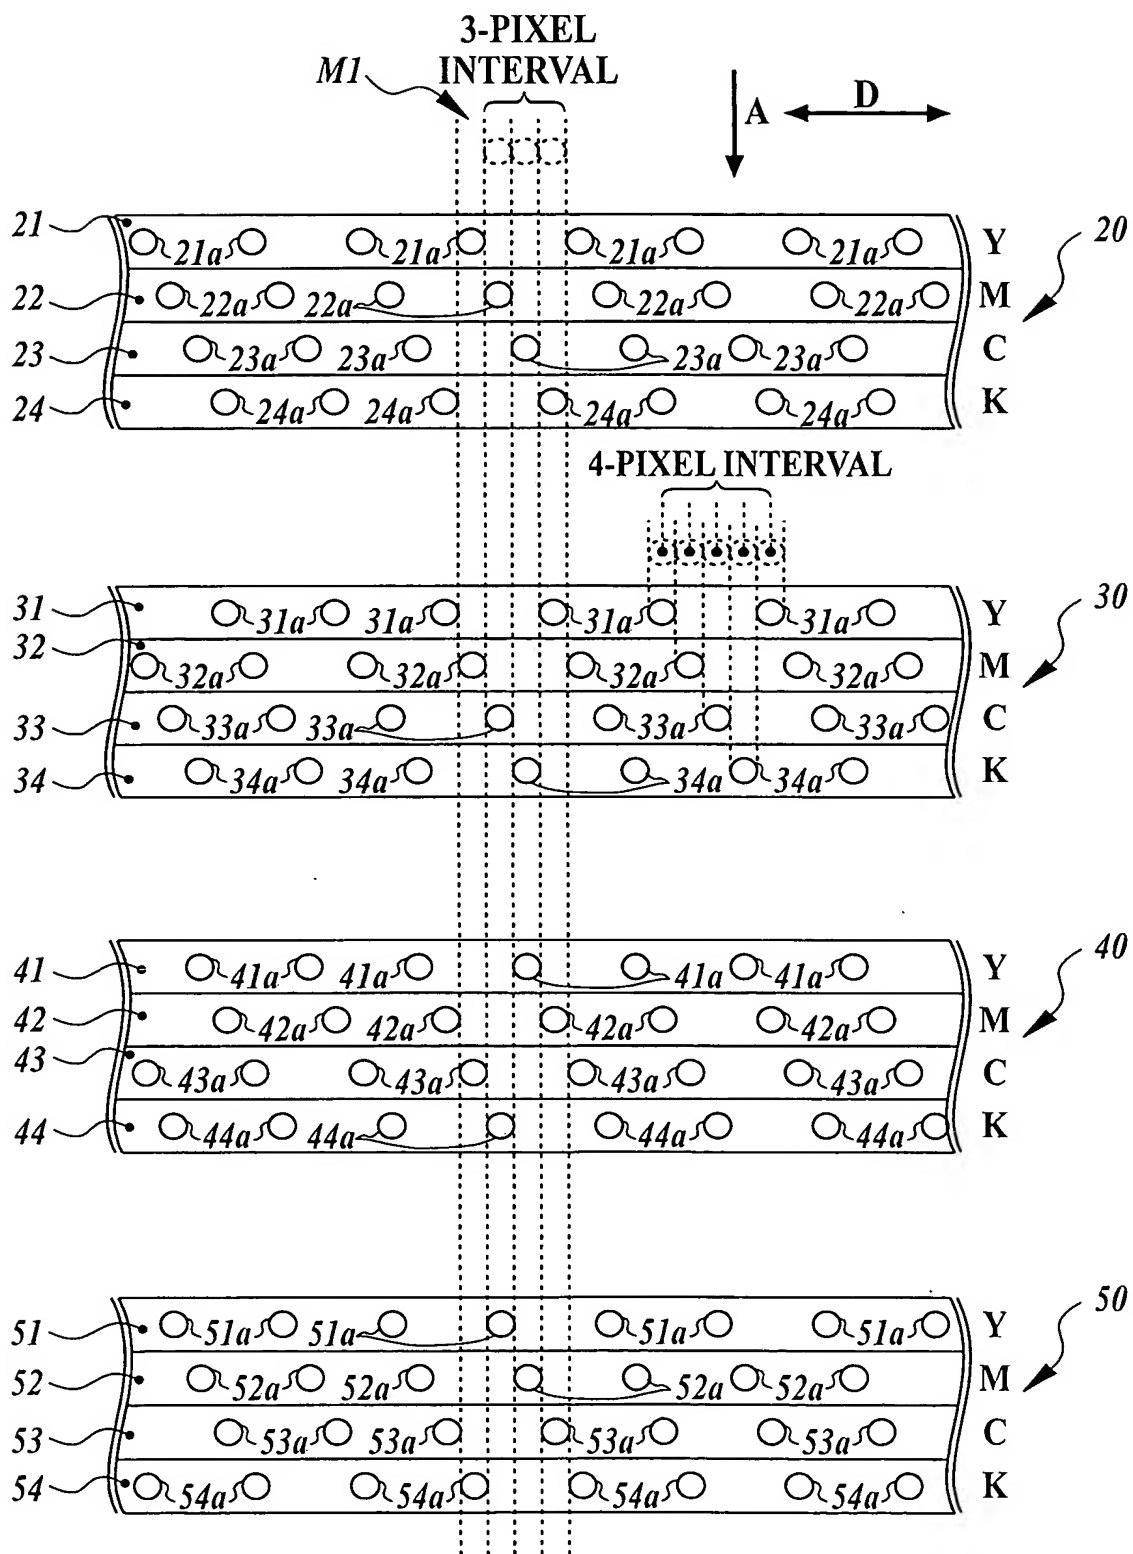 3-PIXEL
INTERVAL
M1
A
D
20
21 21a 21a 21a 21a Y
22 22a 22a 22a 22a M
23 23a 23a 23a 23a C
24 24a 24a 24a 24a K
4-PIXEL INTERVAL
30
31 31a 31a 31a 31a Y
32 32a 32a 32a 32a M
33 33a 33a 33a 33a C
34 34a 34a 34a 34a K
40
41 41a 41a 41a 41a Y
42 42a 42a 42a 42a M
43 43a 43a 43a 43a C
44 44a 44a 44a 44a K
50
51 51a 51a 51a 51a Y
52 52a 52a 52a 52a M
53 53a 53a 53a 53a C
54 54a 54a 54a 54a K